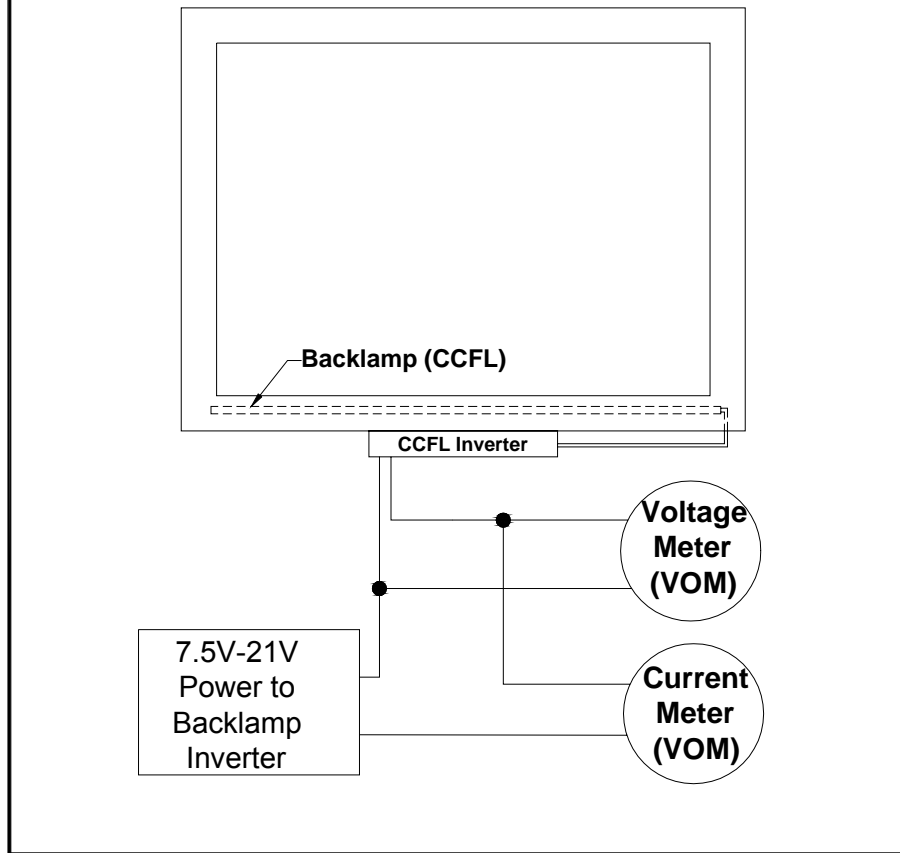 Backlamp (CCFL)
CCFL Inverter
Voltage
Meter
(VOM)
7.5V-21V
Power to
Backlamp
Inverter
Current
Meter
(VOM)